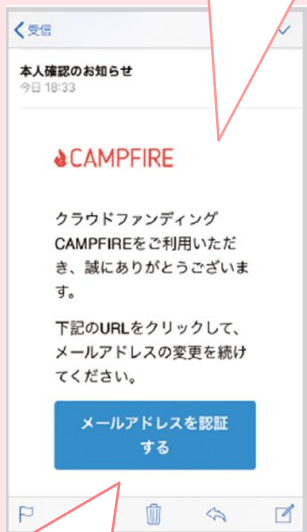 受信
本人確認のお知らせ
今日 18:33
CAMPFIRE
クラウドファンディング
CAMPFIREをご利用いただ
き、誠にありがとうございま
す。
下記のURLをクリックして、
メールアドレスの変更を続け
てください。
メールアドレスを認証
する